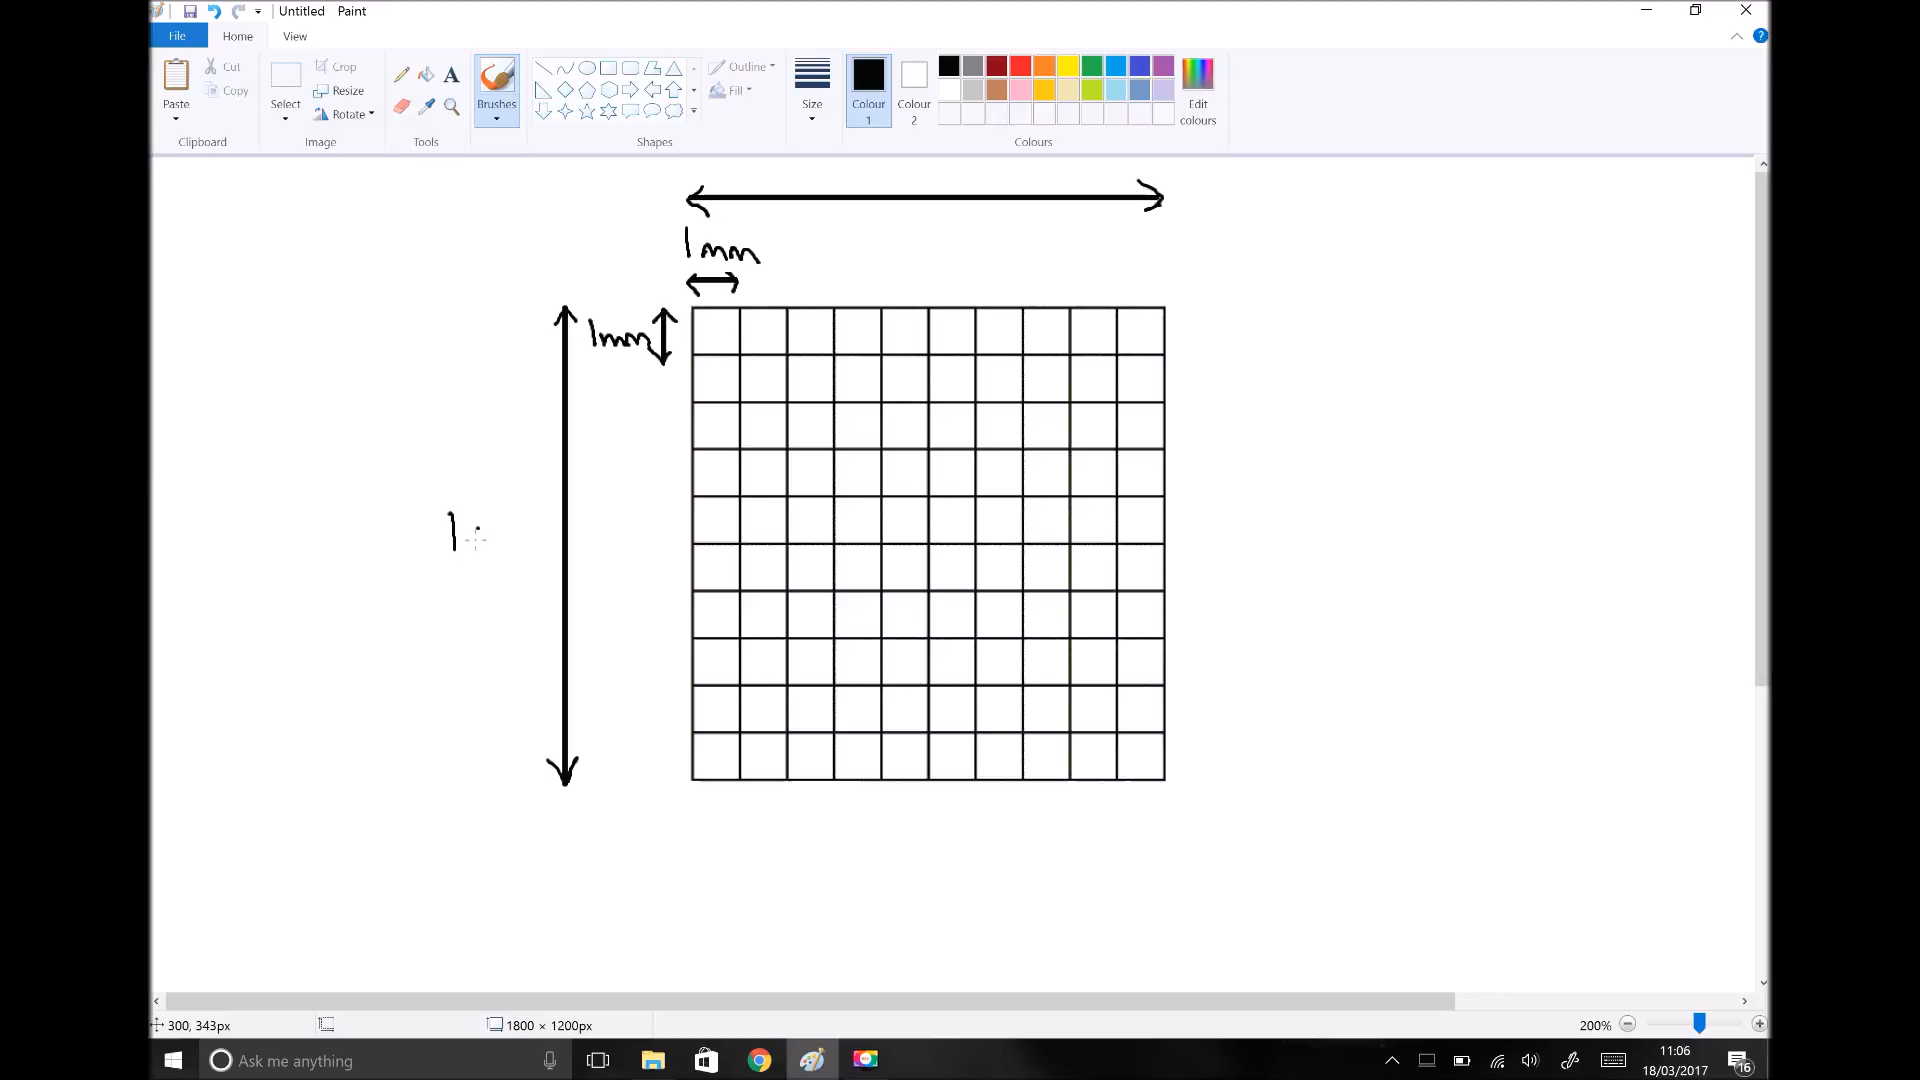 Untitled Paint
File Home View
Paste
Cut
Copy
Clipboard
Select
Crop
Resize
Rotate
Image
Tools
Brushes
Shapes
Outline
Fill
Size
Colour 1
Colour 2
Edit colours
Colours
1mm
1mm
1
300, 343px
1800 × 1200px
200%
Ask me anything
11:06
18/03/2017
16